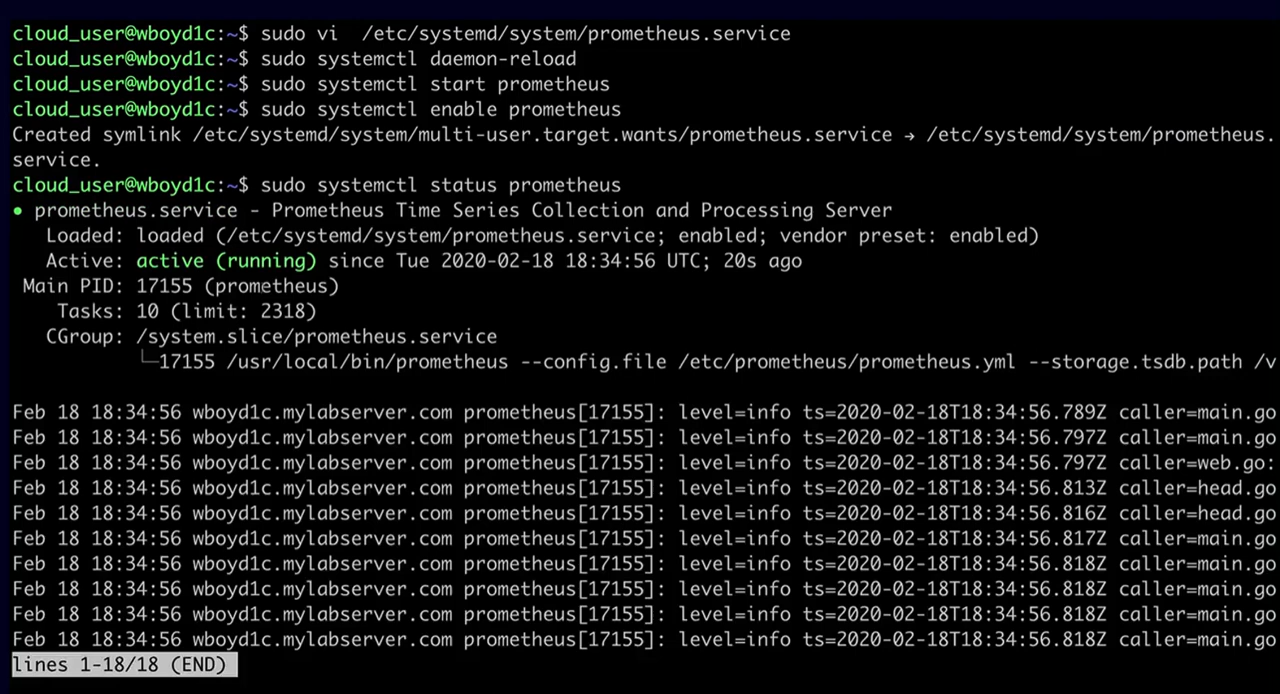 cloud_user@wboyd1c:~$ sudo vi  /etc/systemd/system/prometheus.service
cloud_user@wboyd1c:~$ sudo systemctl daemon-reload
cloud_user@wboyd1c:~$ sudo systemctl start prometheus
cloud_user@wboyd1c:~$ sudo systemctl enable prometheus
Created symlink /etc/systemd/system/multi-user.target.wants/prometheus.service → /etc/systemd/system/prometheus.
service.
cloud_user@wboyd1c:~$ sudo systemctl status prometheus
● prometheus.service - Prometheus Time Series Collection and Processing Server
   Loaded: loaded (/etc/systemd/system/prometheus.service; enabled; vendor preset: enabled)
   Active: active (running) since Tue 2020-02-18 18:34:56 UTC; 20s ago
 Main PID: 17155 (prometheus)
    Tasks: 10 (limit: 2318)
   CGroup: /system.slice/prometheus.service
           └─17155 /usr/local/bin/prometheus --config.file /etc/prometheus/prometheus.yml --storage.tsdb.path /v
Feb 18 18:34:56 wboyd1c.mylabserver.com prometheus[17155]: level=info ts=2020-02-18T18:34:56.789Z caller=main.go
Feb 18 18:34:56 wboyd1c.mylabserver.com prometheus[17155]: level=info ts=2020-02-18T18:34:56.797Z caller=main.go
Feb 18 18:34:56 wboyd1c.mylabserver.com prometheus[17155]: level=info ts=2020-02-18T18:34:56.797Z caller=web.go:
Feb 18 18:34:56 wboyd1c.mylabserver.com prometheus[17155]: level=info ts=2020-02-18T18:34:56.813Z caller=head.go
Feb 18 18:34:56 wboyd1c.mylabserver.com prometheus[17155]: level=info ts=2020-02-18T18:34:56.816Z caller=head.go
Feb 18 18:34:56 wboyd1c.mylabserver.com prometheus[17155]: level=info ts=2020-02-18T18:34:56.817Z caller=main.go
Feb 18 18:34:56 wboyd1c.mylabserver.com prometheus[17155]: level=info ts=2020-02-18T18:34:56.818Z caller=main.go
Feb 18 18:34:56 wboyd1c.mylabserver.com prometheus[17155]: level=info ts=2020-02-18T18:34:56.818Z caller=main.go
Feb 18 18:34:56 wboyd1c.mylabserver.com prometheus[17155]: level=info ts=2020-02-18T18:34:56.818Z caller=main.go
Feb 18 18:34:56 wboyd1c.mylabserver.com prometheus[17155]: level=info ts=2020-02-18T18:34:56.818Z caller=main.go
lines 1-18/18 (END)